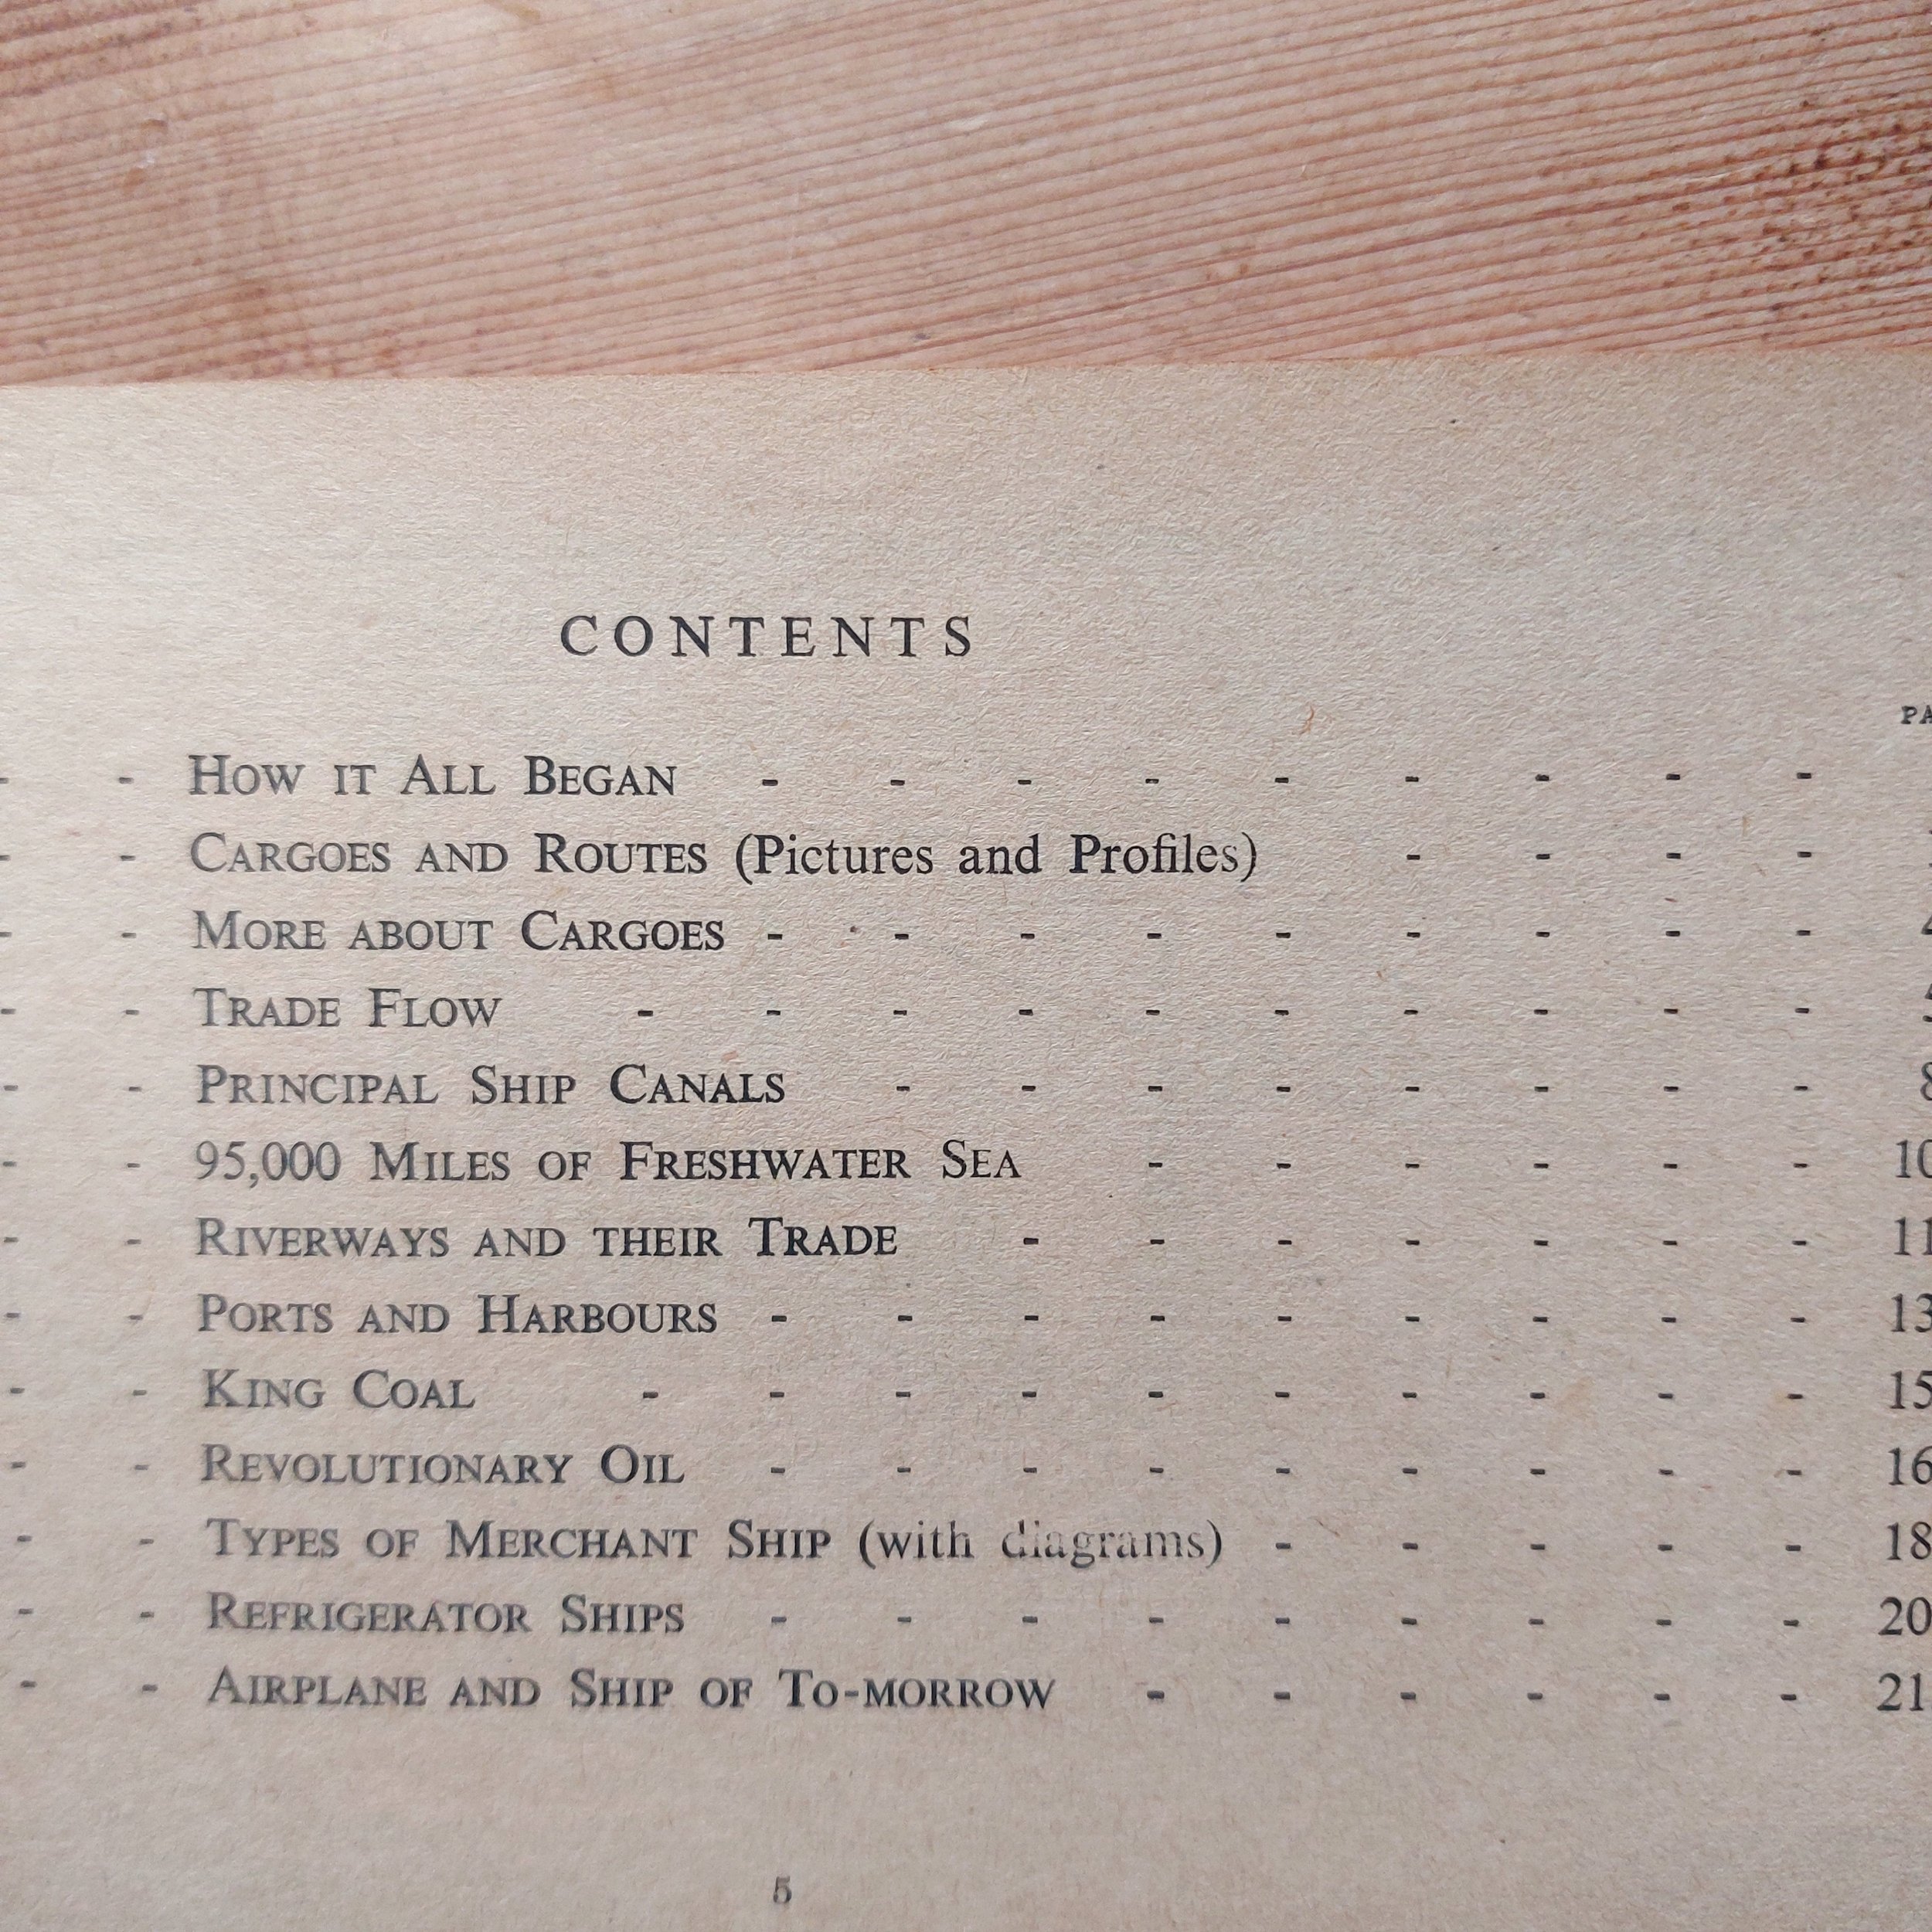 CONTENTS
- - HOW IT ALL BEGAN - - - - - - - - -
- - CARGOES AND ROUTES (Pictures and Profiles) - - - -
- - MORE ABOUT CARGOES - - - - - - - - -
- - TRADE FLOW - - - - - - - - - -
- - PRINCIPAL SHIP CANALS - - - - - - - -
- - 95,000 MILES OF FRESHWATER SEA - - - - - -
- - RIVERWAYS AND THEIR TRADE - - - - - - -
- - PORTS AND HARBOURS - - - - - - - - -
- - KING COAL - - - - - - - - - -
- - REVOLUTIONARY OIL - - - - - - - - -
- - TYPES OF MERCHANT SHIP (with diagrams) - - - - -
- - REFRIGERATOR SHIPS - - - - - - - - -
- - AIRPLANE AND SHIP OF TO-MORROW - - - - - -
5